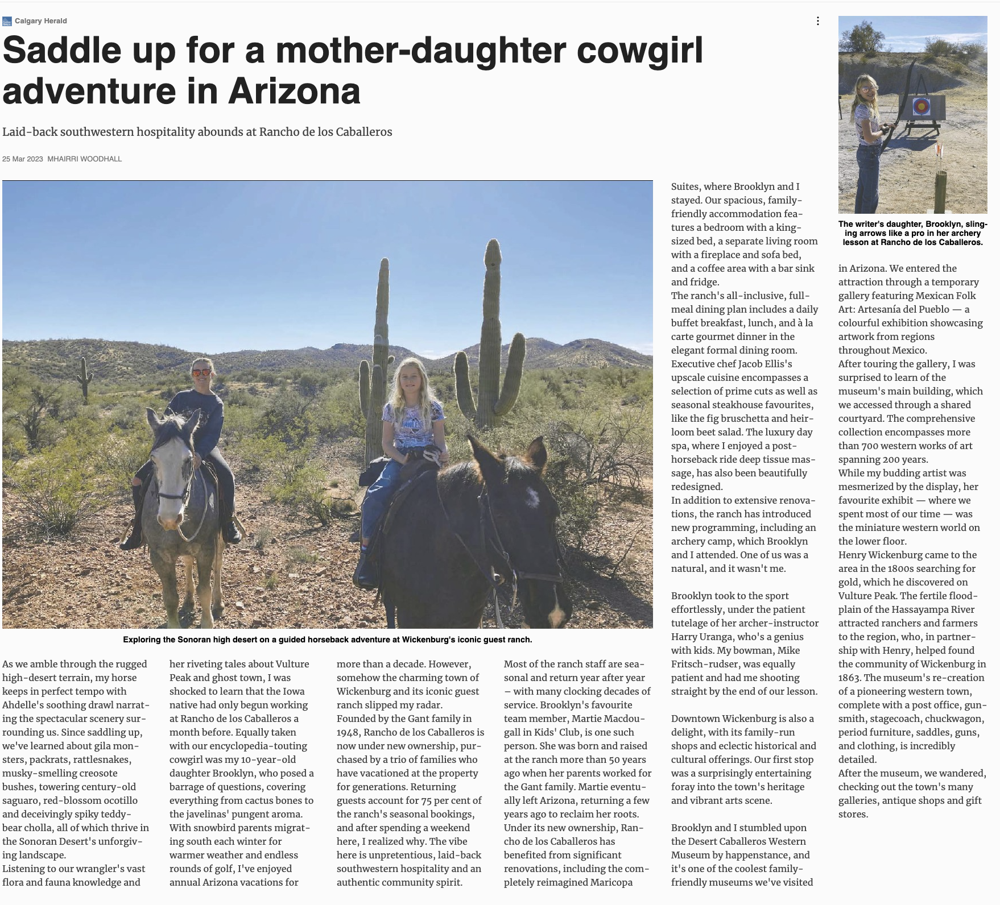 Calgary Herald
Saddle up for a mother-daughter cowgirl
adventure in Arizona
Laid-back southwestern hospitality abounds at Rancho de los Caballeros
25 Mar 2023 MHAIRRI WOODHALL
Exploring the Sonoran high desert on a guided horseback adventure at Wickenburg's iconic guest ranch.
As we amble through the rugged
high-desert terrain, my horse
keeps in perfect tempo with
Ahdelle's soothing drawl narrat-
ing the spectacular scenery sur-
rounding us. Since saddling up,
we've learned about gila mon-
sters, packrats, rattlesnakes,
musky-smelling creosote
bushes, towering century-old
saguaro, red-blossom ocotillo
and deceivingly spiky teddy-
bear cholla, all of which thrive in
the Sonoran Desert's unforgiv-
ing landscape.
Listening to our wrangler's vast
flora and fauna knowledge and
her riveting tales about Vulture
Peak and ghost town, I was
shocked to learn that the Iowa
native had only begun working
at Rancho de los Caballeros a
month before. Equally taken
with our encyclopedia-touting
cowgirl was my 10-year-old
daughter Brooklyn, who posed a
barrage of questions, covering
everything from cactus bones to
the javelinas' pungent aroma.
With snowbird parents migrat-
ing south each winter for
warmer weather and endless
rounds of golf, I've enjoyed
annual Arizona vacations for
more than a decade. However,
somehow the charming town of
Wickenburg and its iconic guest
ranch slipped my radar.
Founded by the Gant family in
1948, Rancho de los Caballeros is
now under new ownership, pur-
chased by a trio of families who
have vacationed at the property
for generations. Returning
guests account for 75 per cent of
the ranch's seasonal bookings,
and after spending a weekend
here, I realized why. The vibe
here is unpretentious, laid-back
southwestern hospitality and an
authentic community spirit.
Most of the ranch staff are sea-
sonal and return year after year
– with many clocking decades of
service. Brooklyn's favourite
team member, Martie Macdou-
gall in Kids' Club, is one such
person. She was born and raised
at the ranch more than 50 years
ago when her parents worked for
the Gant family. Martie eventu-
ally left Arizona, returning a few
years ago to reclaim her roots.
Under its new ownership, Ran-
cho de los Caballeros has
benefited from significant
renovations, including the com-
pletely reimagined Maricopa
Suites, where Brooklyn and I
stayed. Our spacious, family-
friendly accommodation fea-
tures a bedroom with a king-
sized bed, a separate living room
with a fireplace and sofa bed,
and a coffee area with a bar sink
and fridge.
The ranch's all-inclusive, full-
meal dining plan includes a daily
buffet breakfast, lunch, and à la
carte gourmet dinner in the
elegant formal dining room.
Executive chef Jacob Ellis's
upscale cuisine encompasses a
selection of prime cuts as well as
seasonal steakhouse favourites,
like the fig bruschetta and heir-
loom beet salad. The luxury day
spa, where I enjoyed a post-
horseback ride deep tissue mas-
sage, has also been beautifully
redesigned.
In addition to extensive renova-
tions, the ranch has introduced
new programming, including an
archery camp, which Brooklyn
and I attended. One of us was a
natural, and it wasn't me.
Brooklyn took to the sport
effortlessly, under the patient
tutelage of her archer-instructor
Harry Uranga, who's a genius
with kids. My bowman, Mike
Fritsch-rudser, was equally
patient and had me shooting
straight by the end of our lesson.
Downtown Wickenburg is also a
delight, with its family-run
shops and eclectic historical and
cultural offerings. Our first stop
was a surprisingly entertaining
foray into the town's heritage
and vibrant arts scene.
Brooklyn and I stumbled upon
the Desert Caballeros Western
Museum by happenstance, and
it's one of the coolest family-
friendly museums we've visited
The writer's daughter, Brooklyn, sling-
ing arrows like a pro in her archery
lesson at Rancho de los Caballeros.
in Arizona. We entered the
attraction through a temporary
gallery featuring Mexican Folk
Art: Artesanía del Pueblo — a
colourful exhibition showcasing
artwork from regions
throughout Mexico.
After touring the gallery, I was
surprised to learn of the
museum's main building, which
we accessed through a shared
courtyard. The comprehensive
collection encompasses more
than 700 western works of art
spanning 200 years.
While my budding artist was
mesmerized by the display, her
favourite exhibit — where we
spent most of our time — was
the miniature western world on
the lower floor.
Henry Wickenburg came to the
area in the 1800s searching for
gold, which he discovered on
Vulture Peak. The fertile flood-
plain of the Hassayampa River
attracted ranchers and farmers
to the region, who, in partner-
ship with Henry, helped found
the community of Wickenburg in
1863. The museum's re-creation
of a pioneering western town,
complete with a post office, gun-
smith, stagecoach, chuckwagon,
period furniture, saddles, guns,
and clothing, is incredibly
detailed.
After the museum, we wandered,
checking out the town's many
galleries, antique shops and gift
stores.